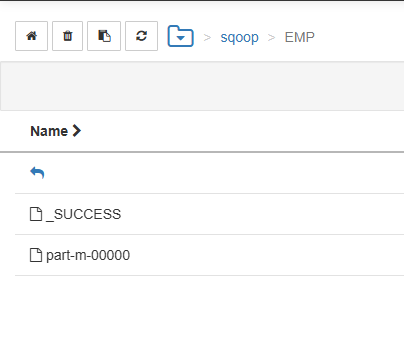 > sqoop > EMP
Name
_SUCCESS
part-m-00000